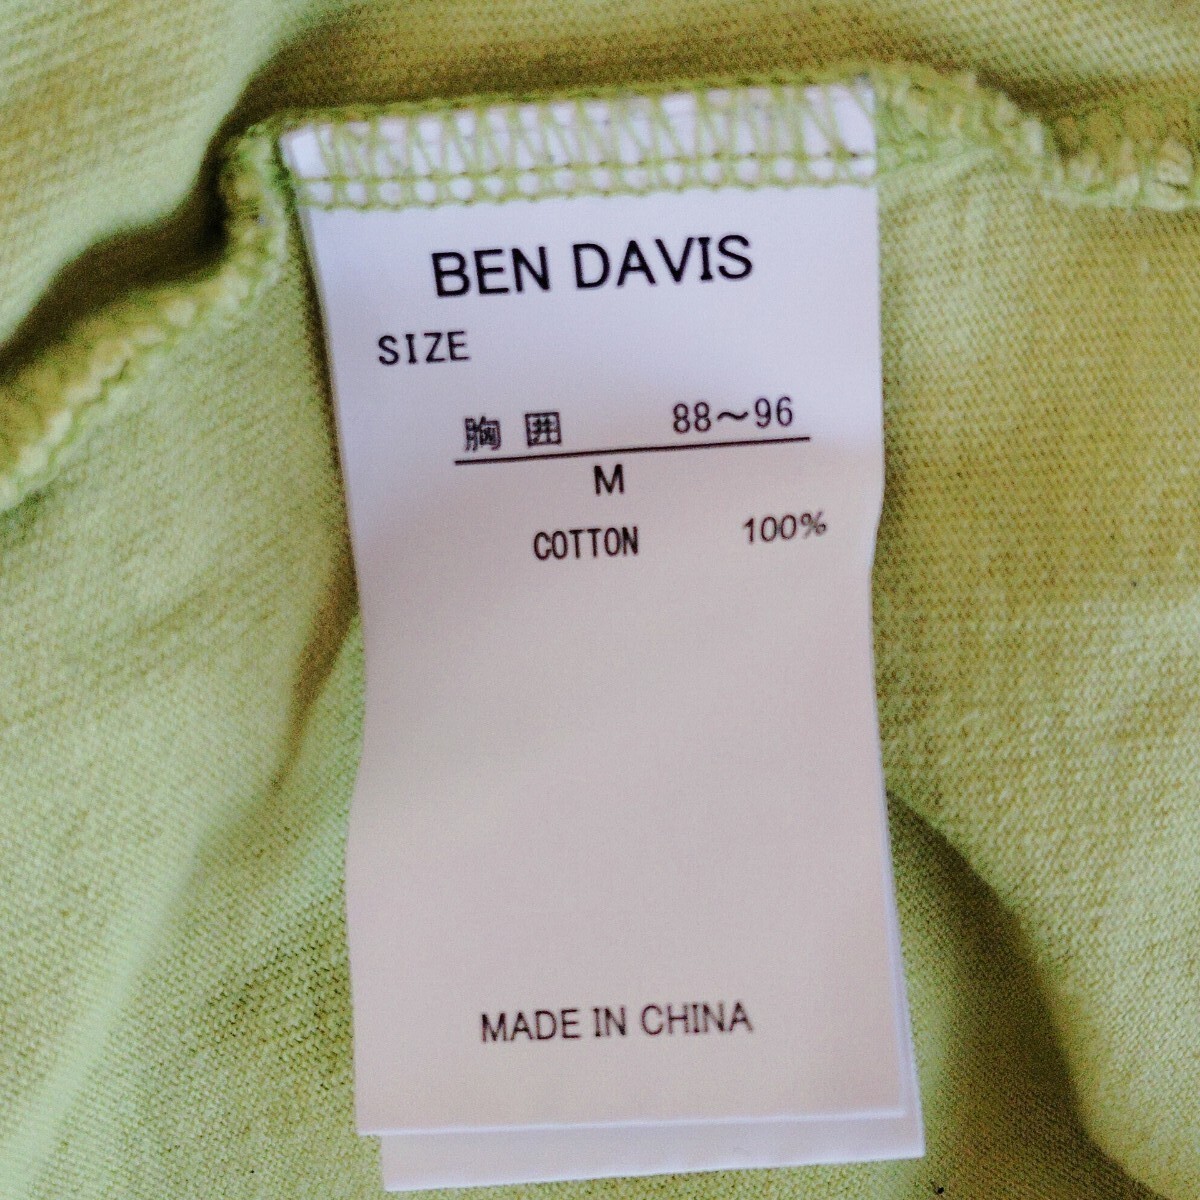 BEN DAVIS
SIZE
胸囲 88～96
M
COTTON 100%
MADE IN CHINA